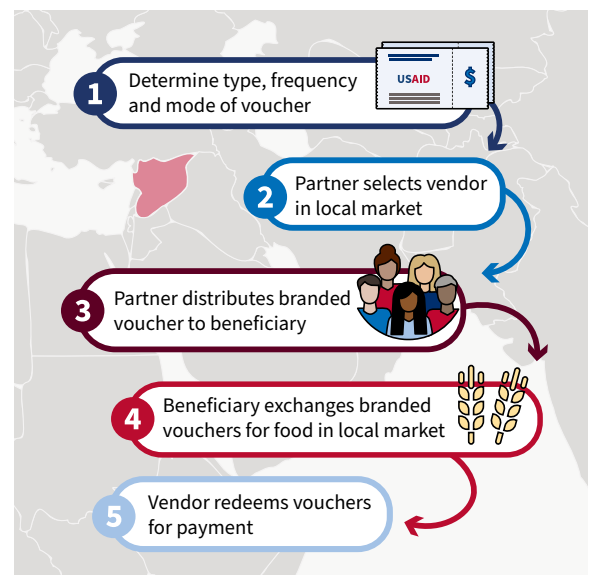 1
Determine type, frequency
and mode of voucher
USAID
$
2
Partner selects vendor
in local market
3
Partner distributes branded
voucher to beneficiary
4
Beneficiary exchanges branded
vouchers for food in local market
5
Vendor redeems vouchers
for payment